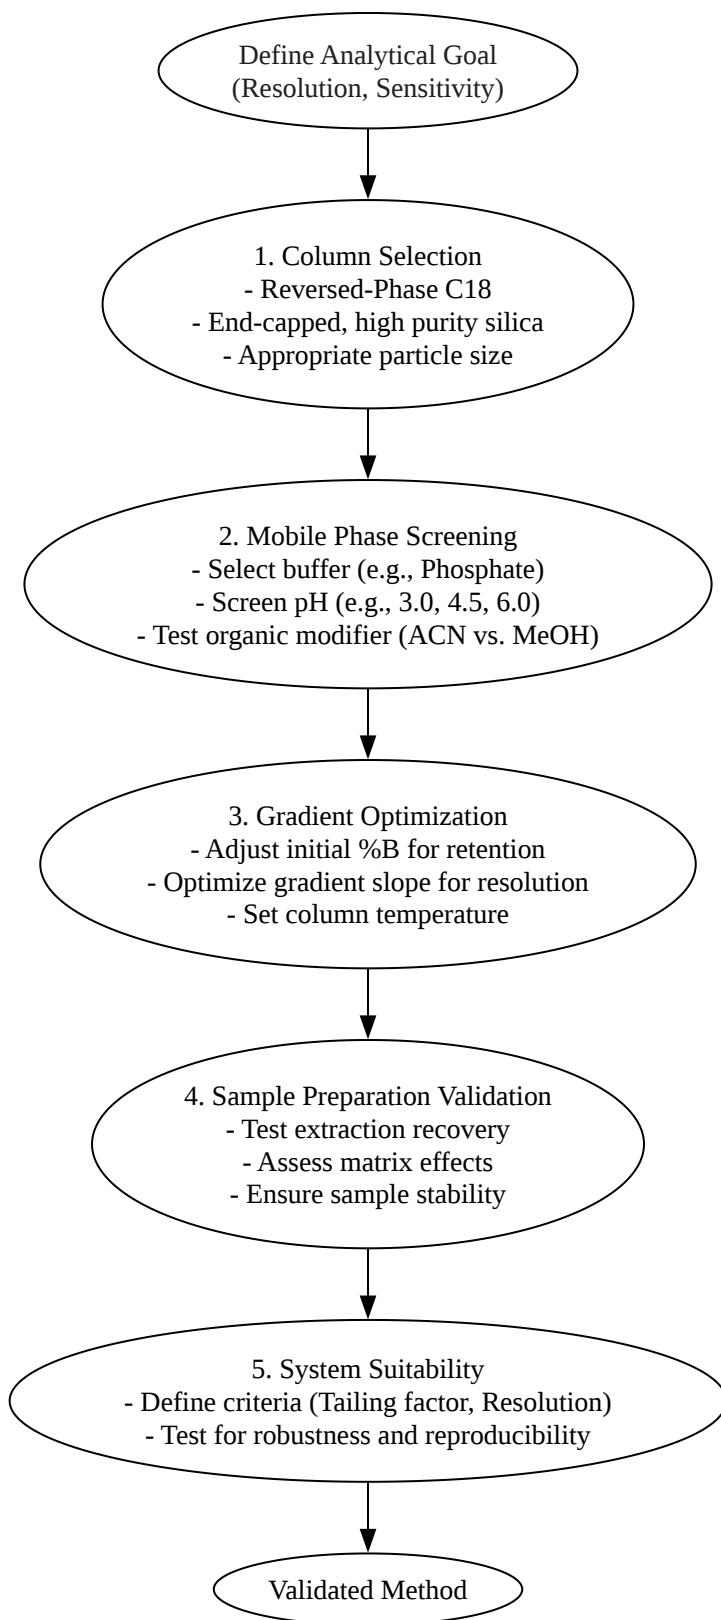 Define Analytical Goal
(Resolution, Sensitivity)
1. Column Selection
- Reversed-Phase C18
- End-capped, high purity silica
- Appropriate particle size
2. Mobile Phase Screening
- Select buffer (e.g., Phosphate)
- Screen pH (e.g., 3.0, 4.5, 6.0)
- Test organic modifier (ACN vs. MeOH)
3. Gradient Optimization
- Adjust initial %B for retention
- Optimize gradient slope for resolution
- Set column temperature
4. Sample Preparation Validation
- Test extraction recovery
- Assess matrix effects
- Ensure sample stability
5. System Suitability
- Define criteria (Tailing factor, Resolution)
- Test for robustness and reproducibility
Validated Method